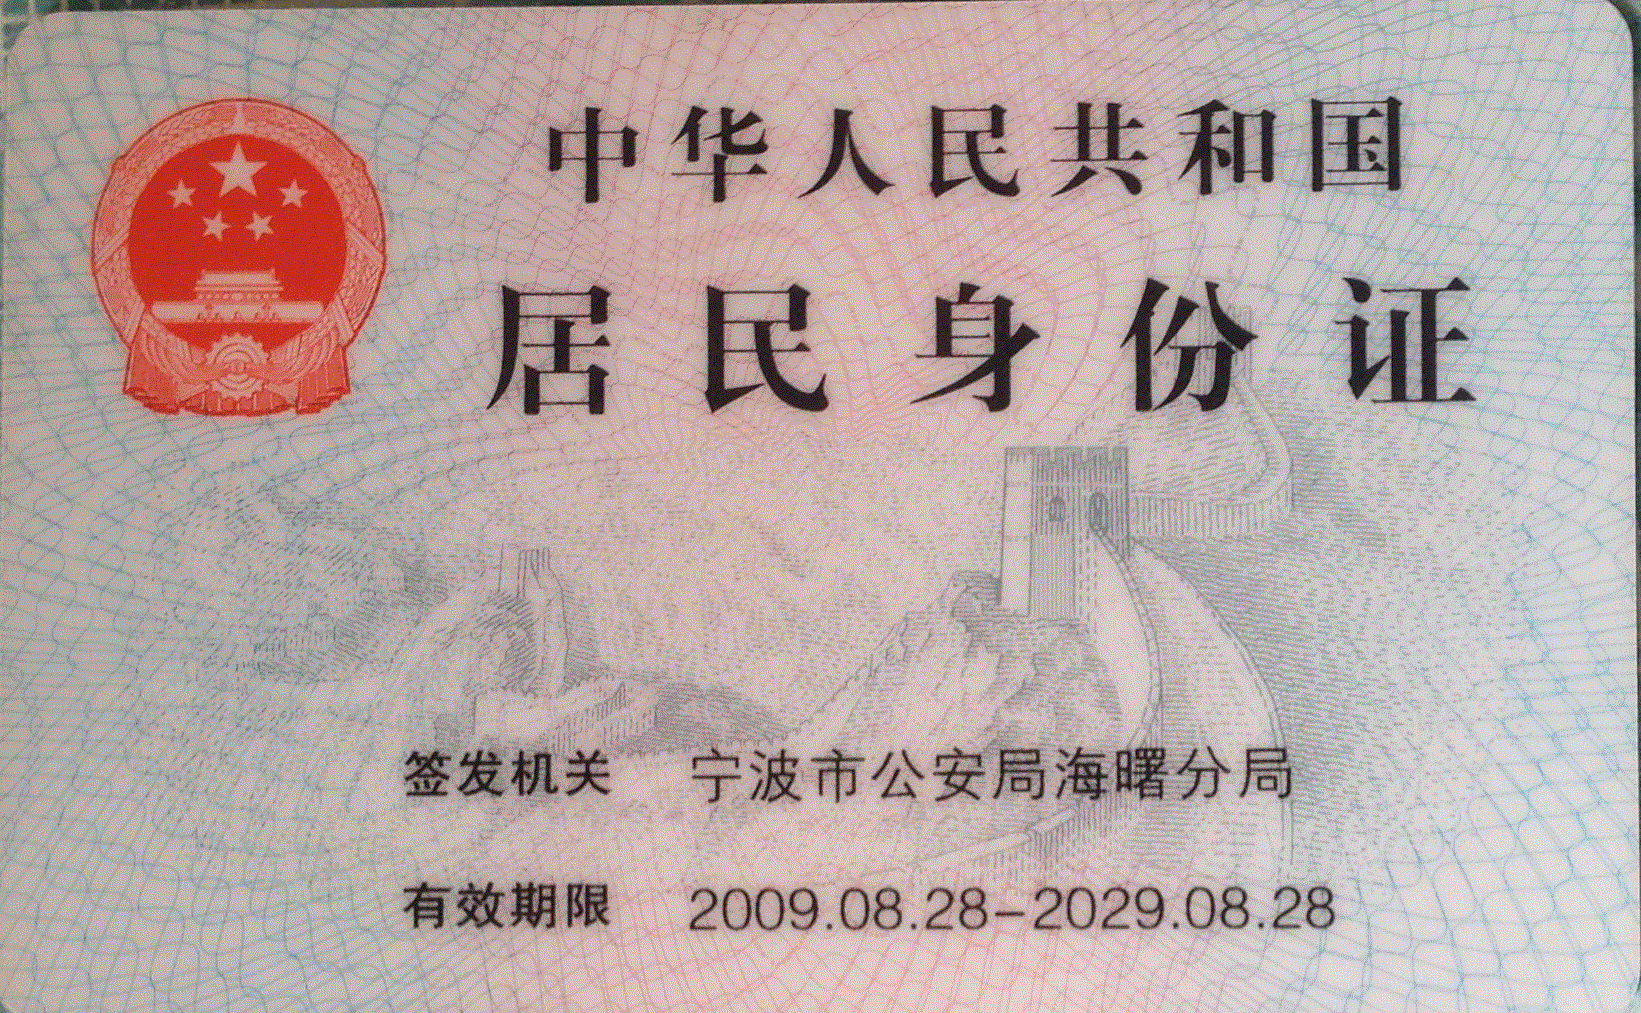 中华人民共和国
居民身份证
签发机关 宁波市公安局海曙分局
有效期限 2009.08.28-2029.08.28